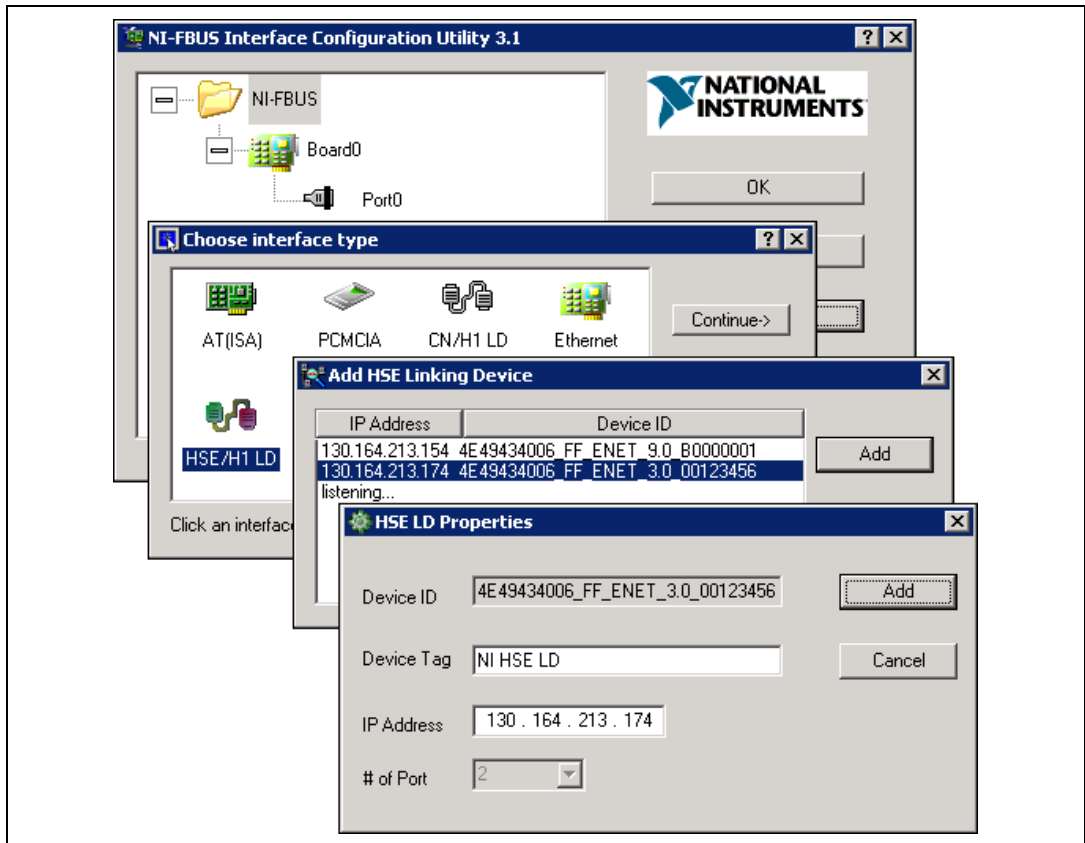 NI-FBUS Interface Configuration Utility 3.1
NI-FBUS
Board0
Port0
NATIONAL
INSTRUMENTS
OK
Choose interface type
AT(ISA)
PCMCIA
CN/H1 LD
Ethernet
Continue->
HSE/H1 LD
Click an interfac
Add HSE Linking Device
IP Address
Device ID
130.164.213.154 4E49434006_FF_ENET_9.0_B0000001
130.164.213.174 4E49434006_FF_ENET_3.0_00123456
listening...
Add
HSE LD Properties
Device ID
4E49434006_FF_ENET_3.0_00123456
Add
Device Tag
NI HSE LD
Cancel
IP Address
130 . 164 . 213 . 174
# of Port
2